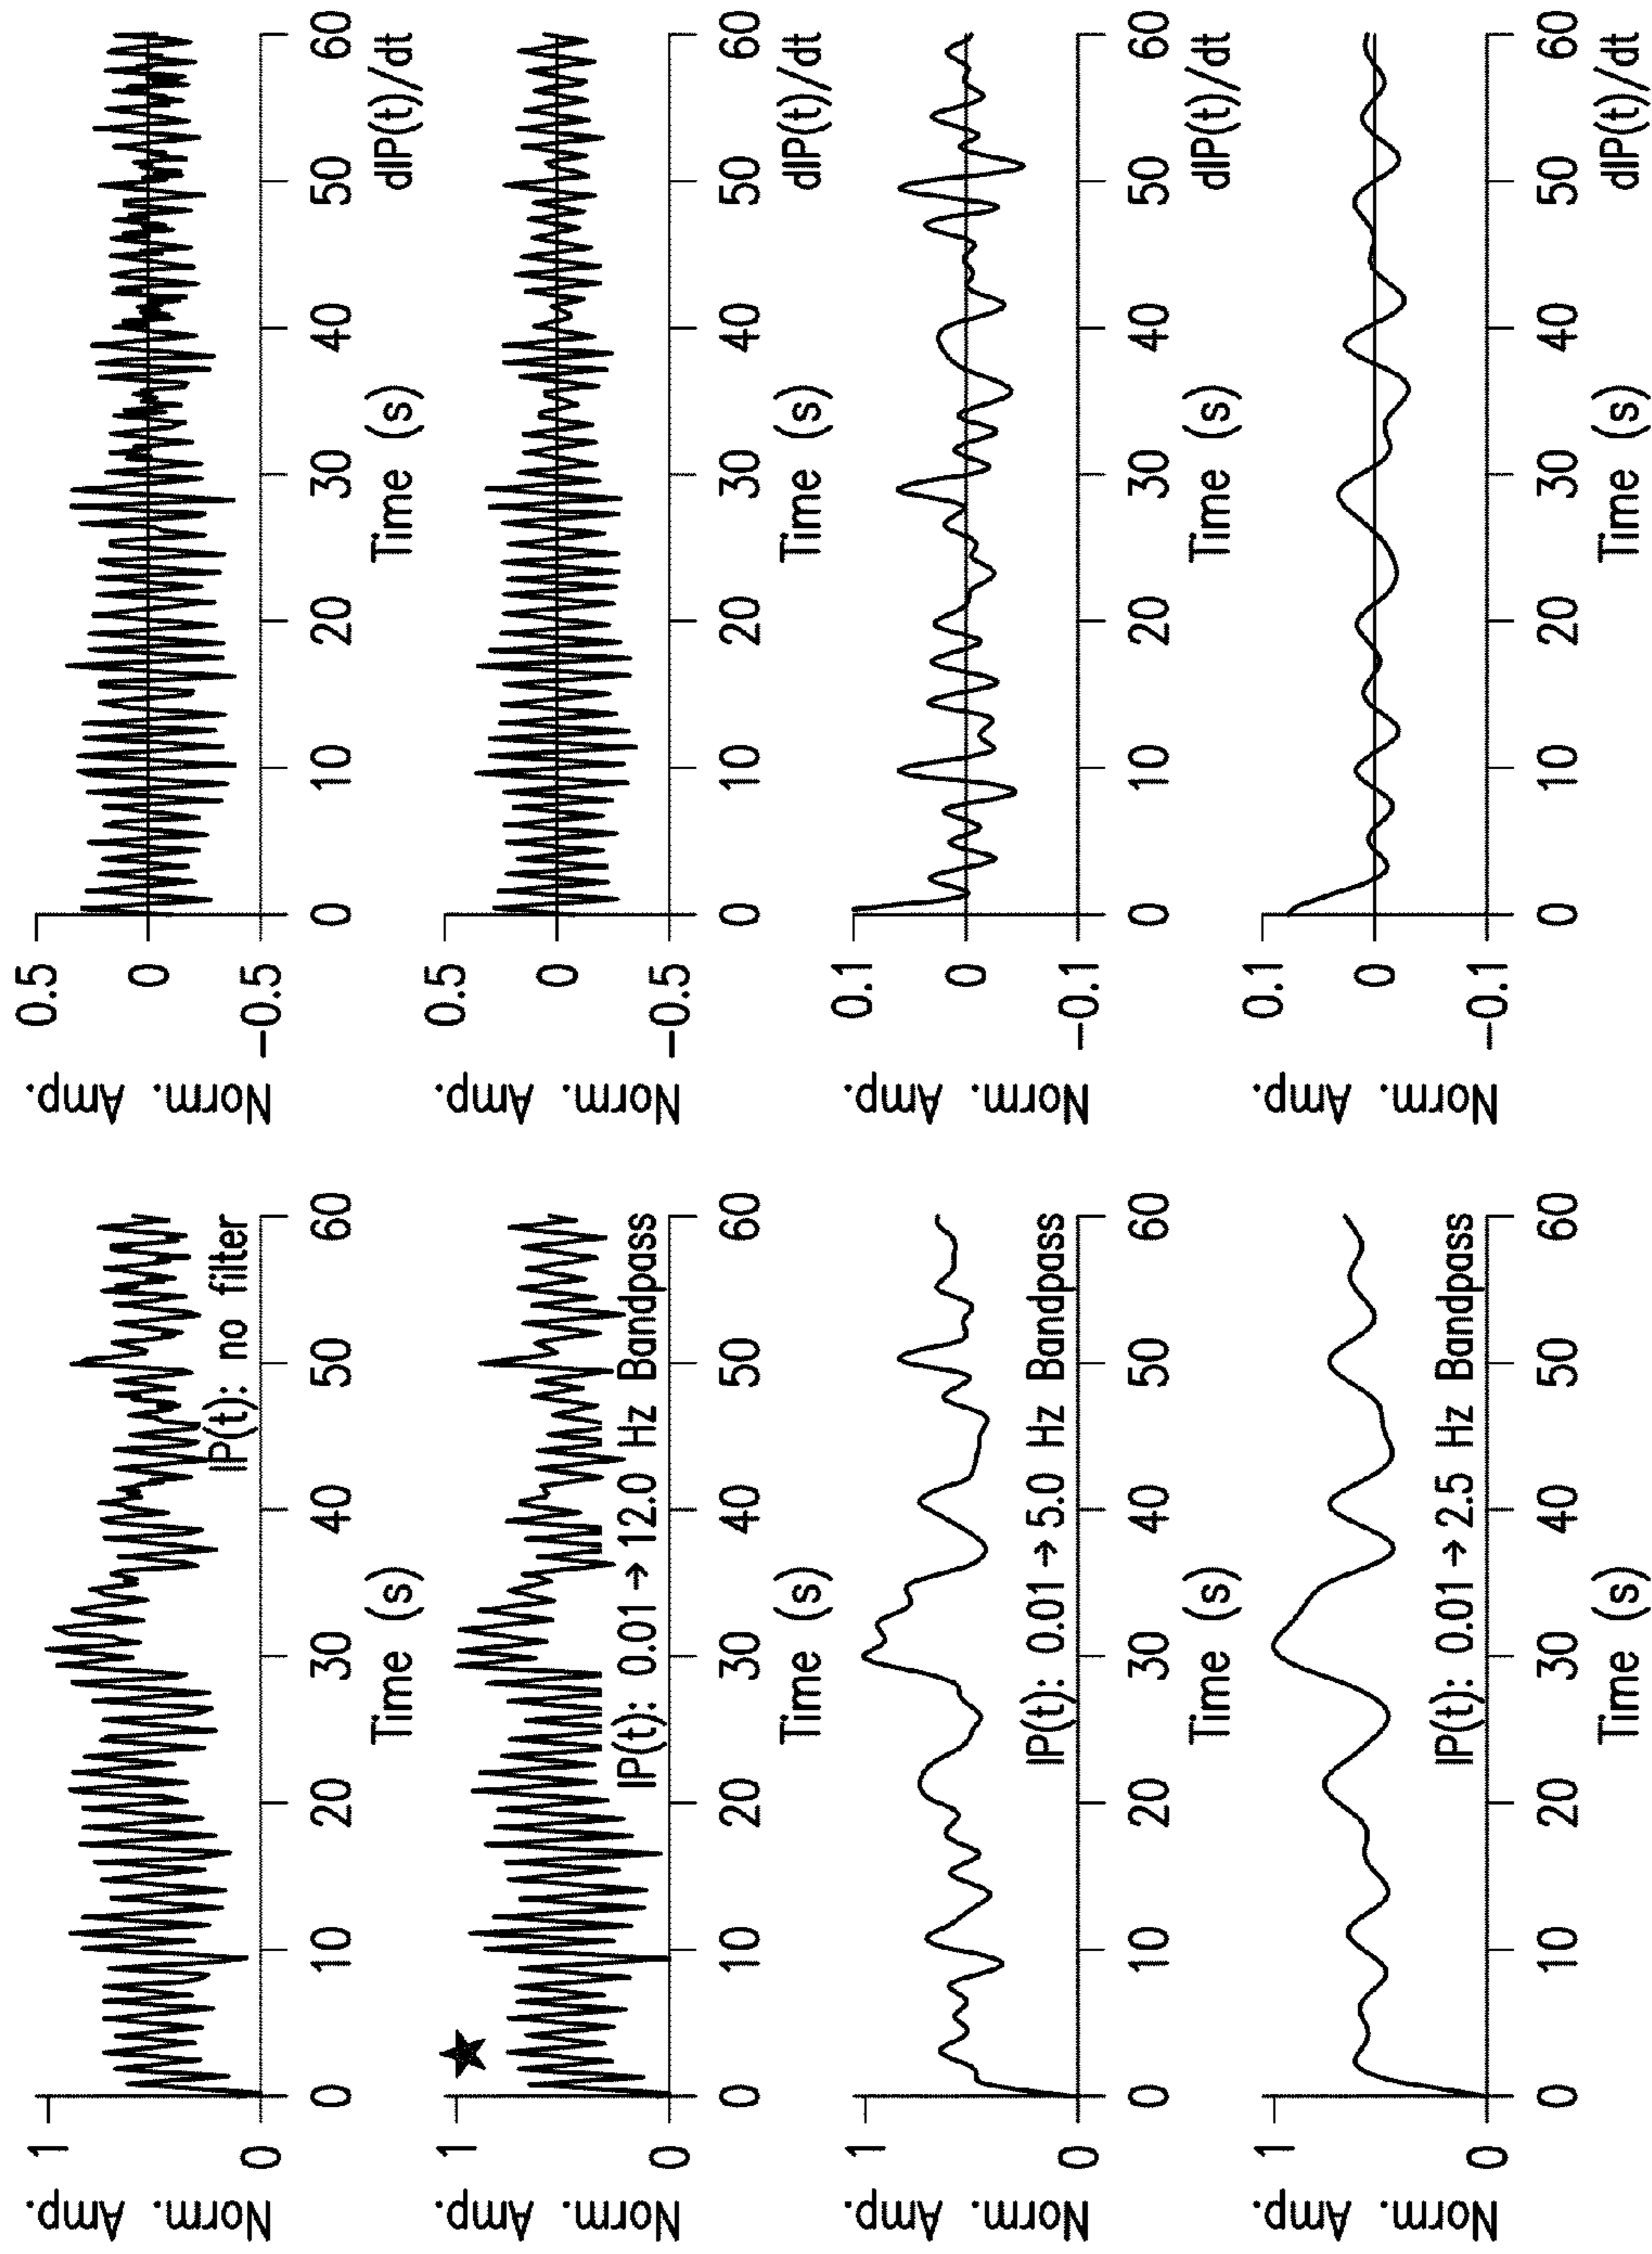 Norm. Amp.
1
0
IP(t): no filter
0 10 20 30 40 50 60
Time (s)
Norm. Amp.
0.5
0
-0.5
0 10 20 30 40 50 60
Time (s) dIP(t)/dt
Norm. Amp.
1
★
0
IP(t): 0.01 → 12.0 Hz Bandpass
0 10 20 30 40 50 60
Time (s)
Norm. Amp.
0.5
0
-0.5
0 10 20 30 40 50 60
Time (s) dIP(t)/dt
Norm. Amp.
1
0
IP(t): 0.01 → 5.0 Hz Bandpass
0 10 20 30 40 50 60
Time (s)
Norm. Amp.
0.1
0
-0.1
0 10 20 30 40 50 60
Time (s) dIP(t)/dt
Norm. Amp.
1
0
IP(t): 0.01 → 2.5 Hz Bandpass
0 10 20 30 40 50 60
Time (s)
Norm. Amp.
0.1
0
-0.1
0 10 20 30 40 50 60
Time (s) dIP(t)/dt